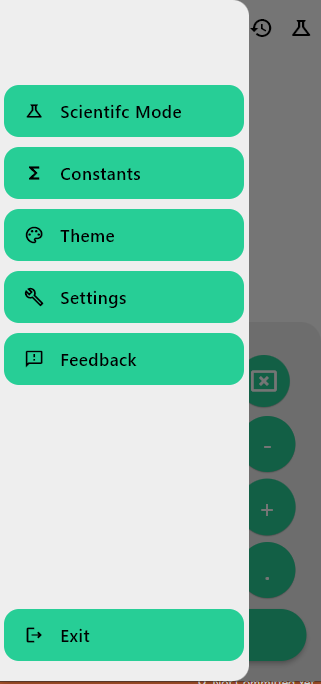 Scientifc Mode
Constants
Theme
Settings
Feedback
-
+
.
Exit